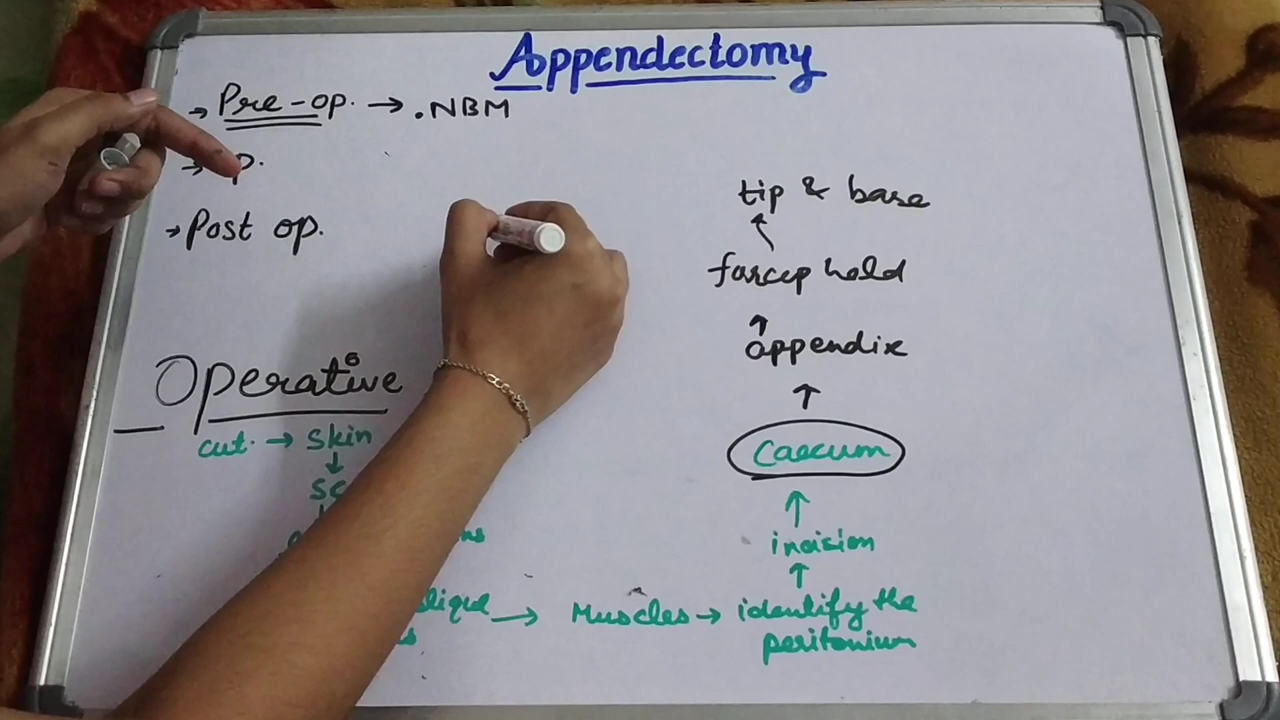 Appendectomy
→ Pre-op. → .NBM
→ P.
→ Post op.
tip & base
forcep hold
appendix
Operative
cut. → Skin
caecum
incision
Muscles → identify the
peritonium